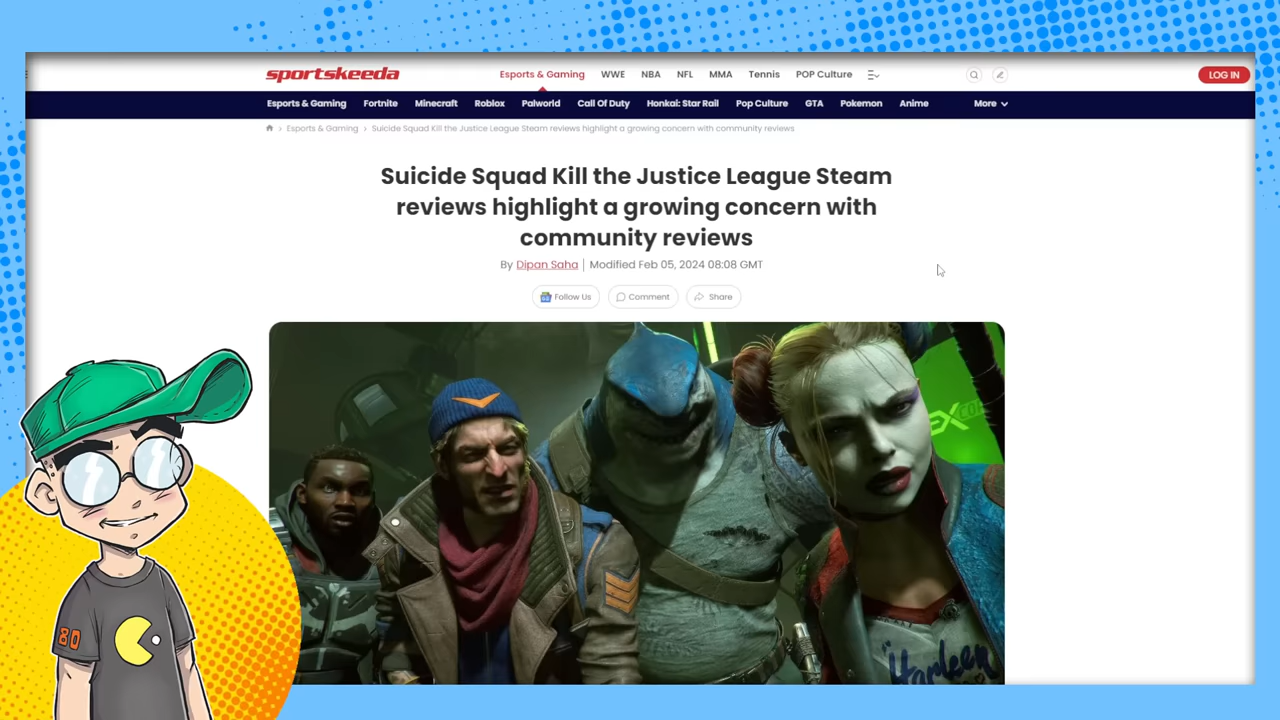 sportskeeda
Esports & Gaming WWE NBA NFL MMA Tennis POP Culture
LOG IN
Esports & Gaming Fortnite Minecraft Roblox Palworld Call Of Duty Honkai: Star Rail Pop Culture GTA Pokemon Anime More
Esports & Gaming > Suicide Squad Kill the Justice League Steam reviews highlight a growing concern with community reviews
Suicide Squad Kill the Justice League Steam
reviews highlight a growing concern with
community reviews
By Dipan Saha | Modified Feb 05, 2024 08:08 GMT
Follow Us Comment Share
80
"Harleen